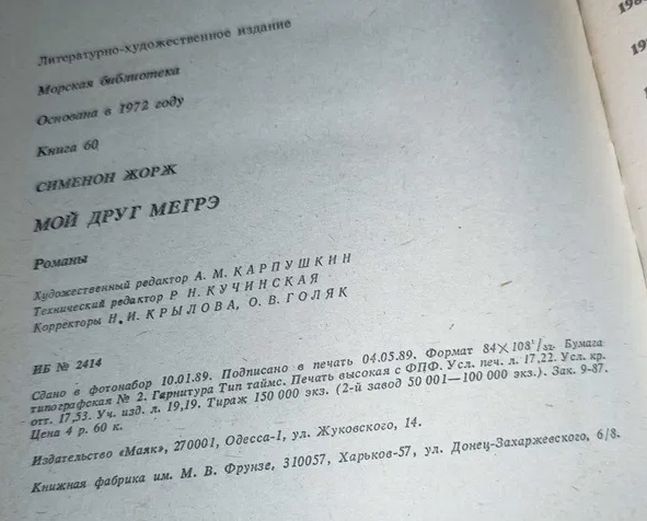 Литературно-художественное издание
Морская библиотека
Основана в 1972 году
Книга 60
СИМЕНОН ЖОРЖ
МОЙ ДРУГ МЕГРЭ
Романы
Художественный редактор А. М. КАРПУШКИН
Технический редактор Р. Н. КУЧИНСКАЯ
Корректоры Н. И. КРЫЛОВА, О. В. ГОЛЯК
ИБ № 2414
Сдано в фотонабор 10.01.89. Подписано в печать 04.05.89. Формат 84×108¹/₃₂. Бумага
типографская № 2. Гарнитура Тип таймс. Печать высокая с ФПФ. Усл. печ. л. 17,22. Усл. кр.
отт. 17,53. Уч. изд. л. 19,19. Тираж 150 000 экз. (2-й завод 50 001—100 000 экз.). Зак. 9-87.
Цена 4 р. 60 к.
Издательство «Маяк», 270001, Одесса-1, ул. Жуковского, 14.
Книжная фабрика им. М. В. Фрунзе, 310057, Харьков-57, ул. Донец-Захаржевского, 6/8.